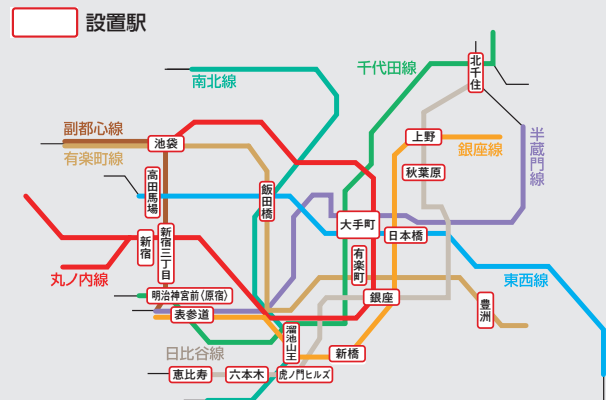 設置駅
南北線
千代田線
北千住
副都心線
池袋
有楽町線
上野
半蔵門線
銀座線
秋葉原
高田馬場
飯田橋
大手町
日本橋
新宿
新宿三丁目
有楽町
丸ノ内線
東西線
明治神宮前〈原宿〉
銀座
豊洲
表参道
溜池山王
新橋
日比谷線
恵比寿
六本木
虎ノ門ヒルズ